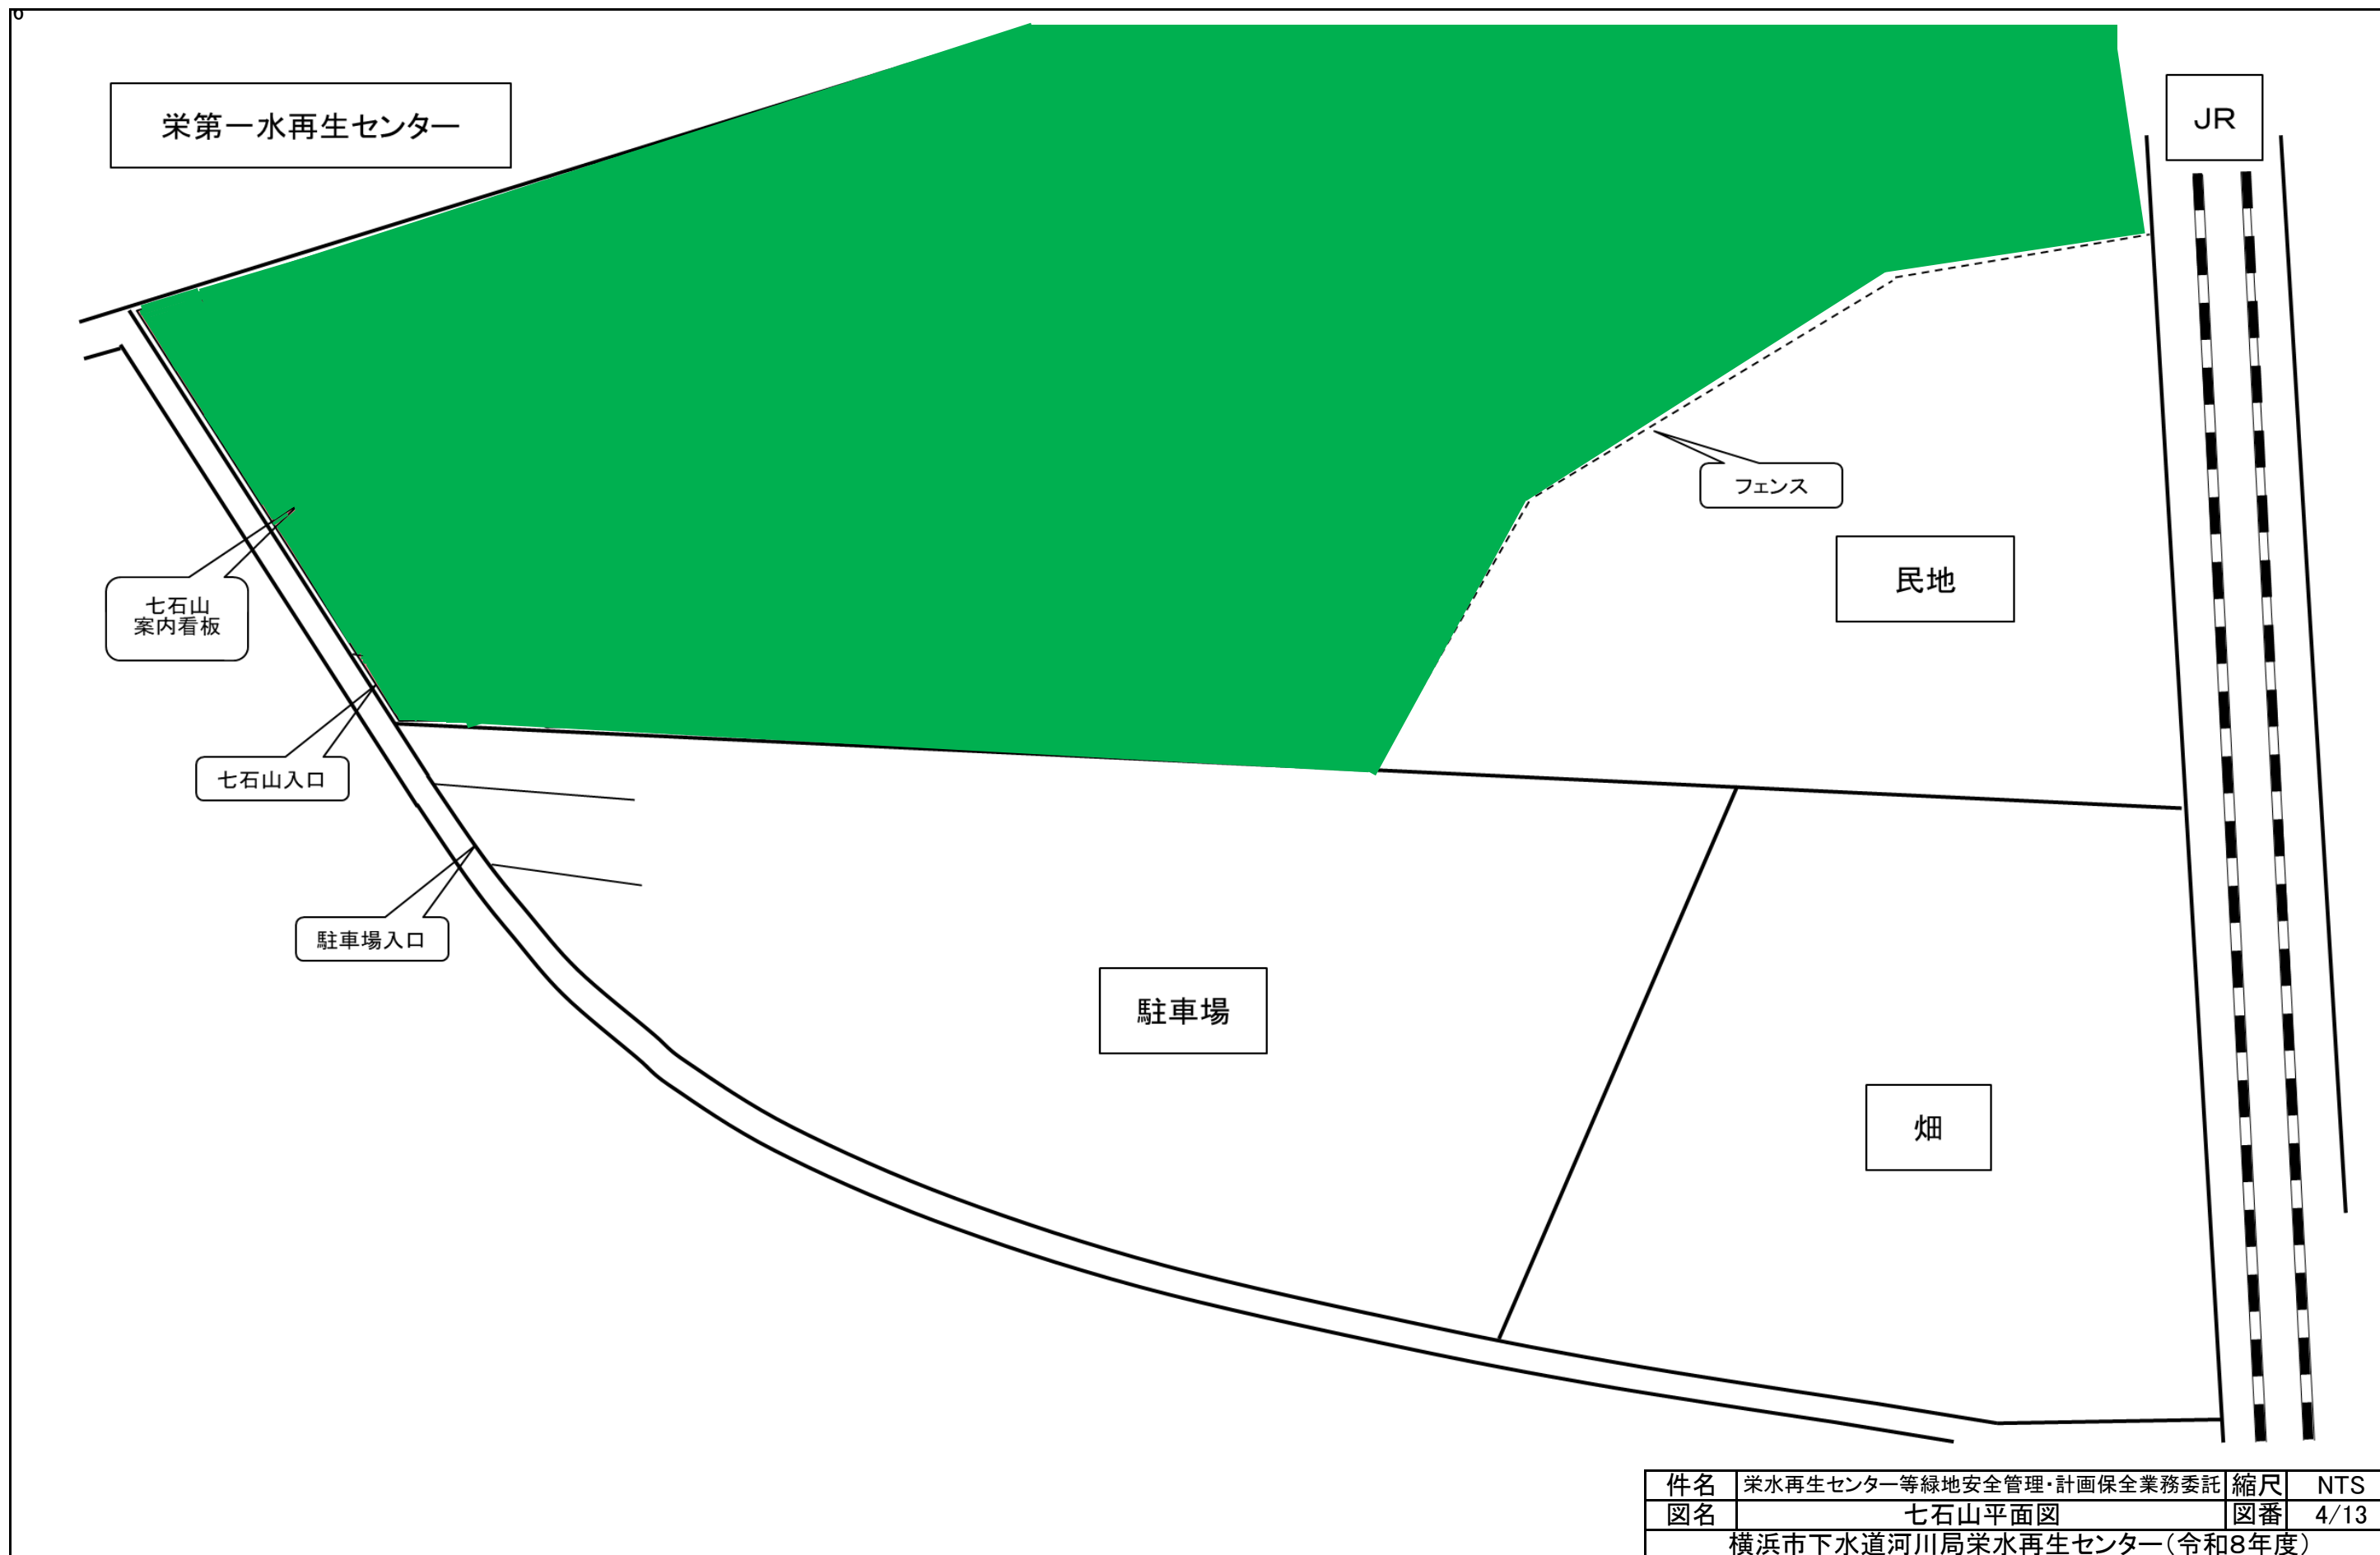 栄第一水再生センター
JR
フェンス
民地
七石山
案内看板
七石山入口
駐車場入口
駐車場
畑
件名 栄水再生センター等緑地安全管理・計画保全業務委託 縮尺 NTS
図名 七石山平面図 図番 4/13
横浜市下水道河川局栄水再生センター(令和8年度)